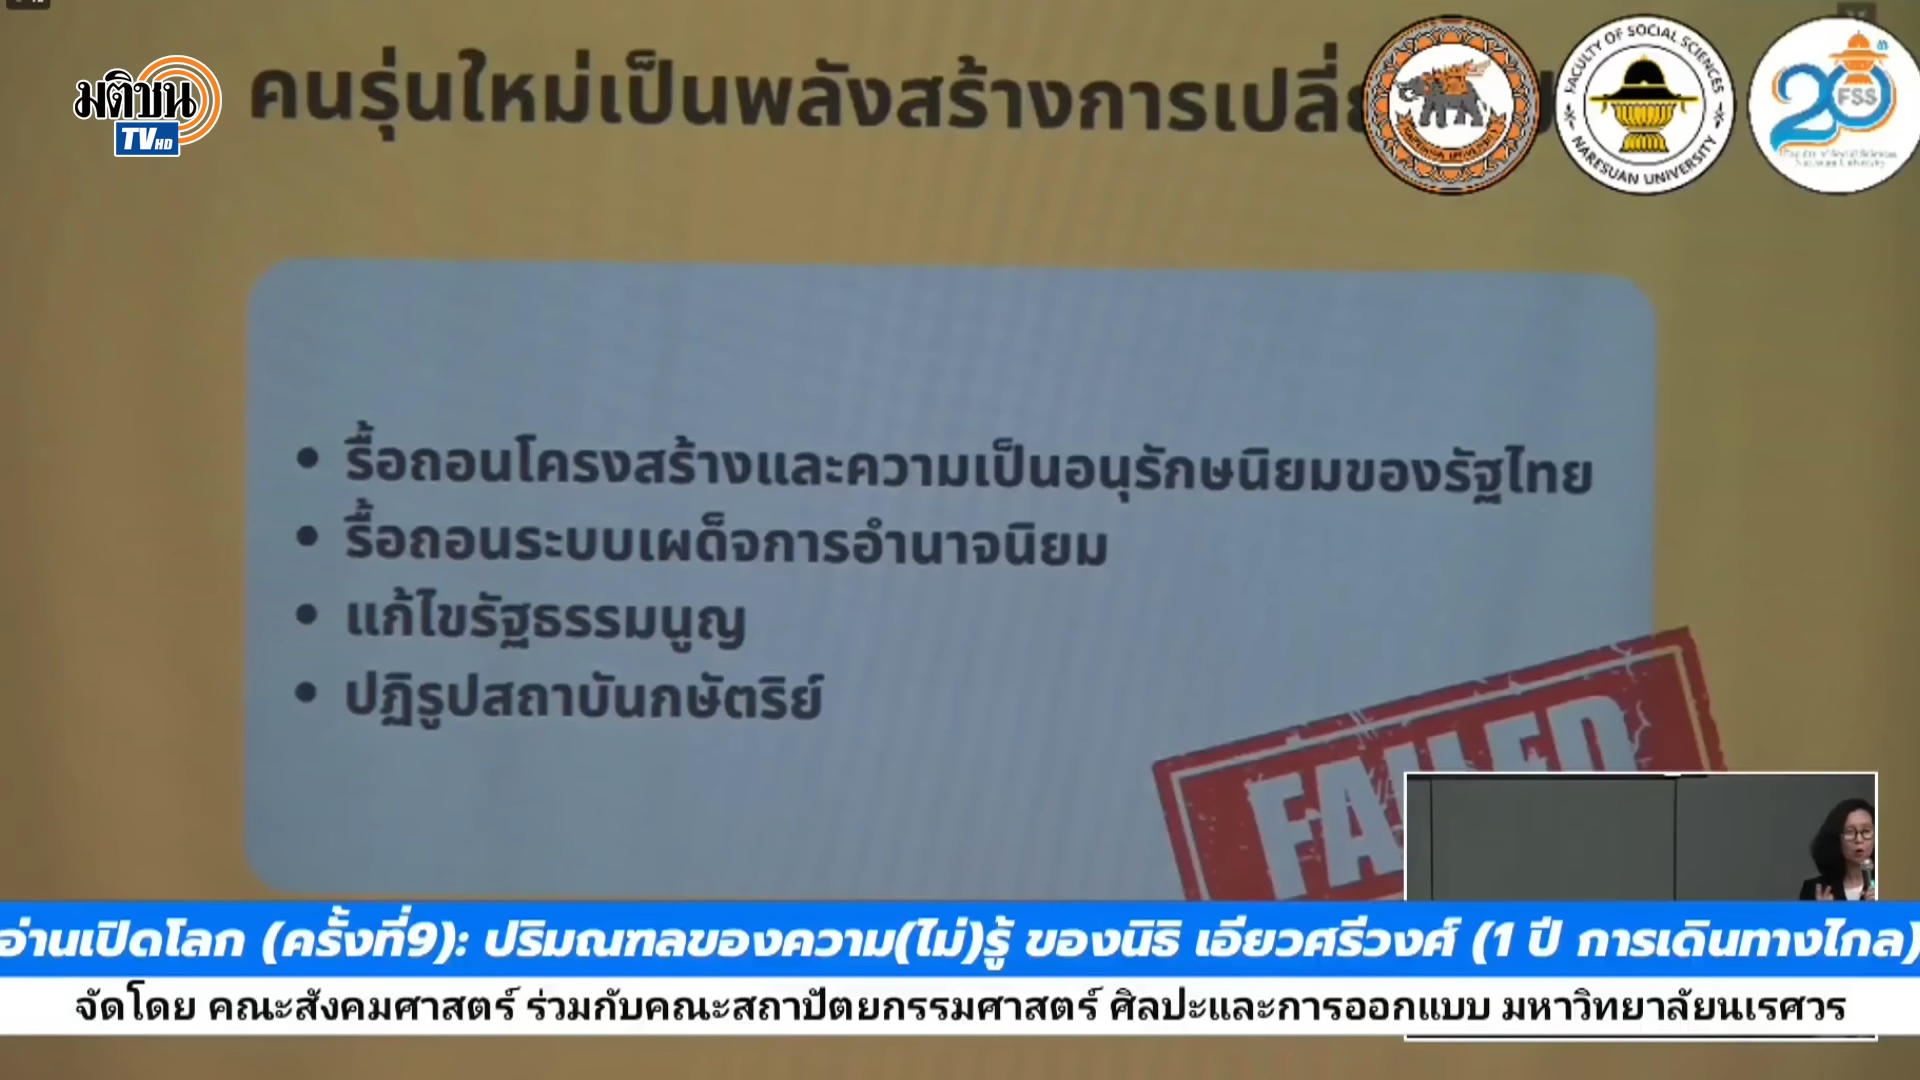 มติชน
TV HD
คนรุ่นใหม่เป็นพลังสร้างการเปลี่
FACULTY OF SOCIAL SCIENCES
NARESUAN UNIVERSITY
20
FSS
รื้อถอนโครงสร้างและความเป็นอนุรักษนิยมของรัฐไทย
รื้อถอนระบบเผด็จการอำนาจนิยม
แก้ไขรัฐธรรมนูญ
ปฏิรูปสถาบันกษัตริย์
FAILED
อ่านเปิดโลก (ครั้งที่9): ปริมณฑลของความ(ไม่)รู้ ของนิธิ เอียวศรีวงศ์ (1 ปี การเดินทางไกล)
จัดโดย คณะสังคมศาสตร์ ร่วมกับคณะสถาปัตยกรรมศาสตร์ ศิลปะและการออกแบบ มหาวิทยาลัยนเรศวร